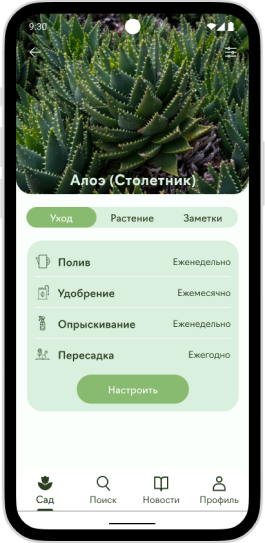 9:30
Алоэ (Столетник)
Уход Растение Заметки
Полив Еженедельно
Удобрение Ежемесячно
Опрыскивание Еженедельно
Пересадка Ежегодно
Настроить
Сад Поиск Новости Профиль